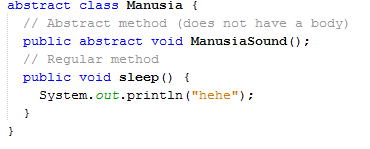 abstract class Manusia {
  // Abstract method (does not have a body)
  public abstract void ManusiaSound();
  // Regular method
  public void sleep() {
    System.out.println("hehe");
  }
}